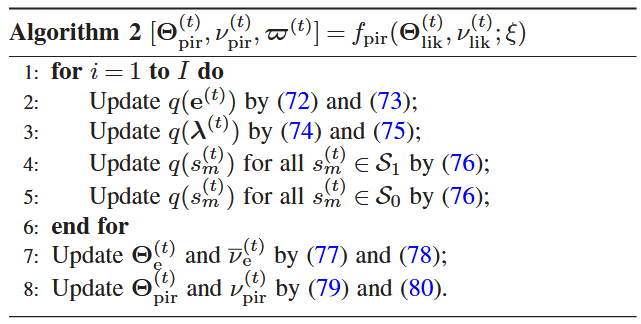 Algorithm 2 [Θ_pir^(t), ν_pir^(t), ϖ^(t)] = f_pir(Θ_lik^(t), ν_lik^(t); ξ)
1: for i = 1 to I do
2: Update q(e^(t)) by (72) and (73);
3: Update q(λ^(t)) by (74) and (75);
4: Update q(s_m^(t)) for all s_m^(t) ∈ S_1 by (76);
5: Update q(s_m^(t)) for all s_m^(t) ∈ S_0 by (76);
6: end for
7: Update Θ_e^(t) and ν̅_e^(t) by (77) and (78);
8: Update Θ_pir^(t) and ν_pir^(t) by (79) and (80).